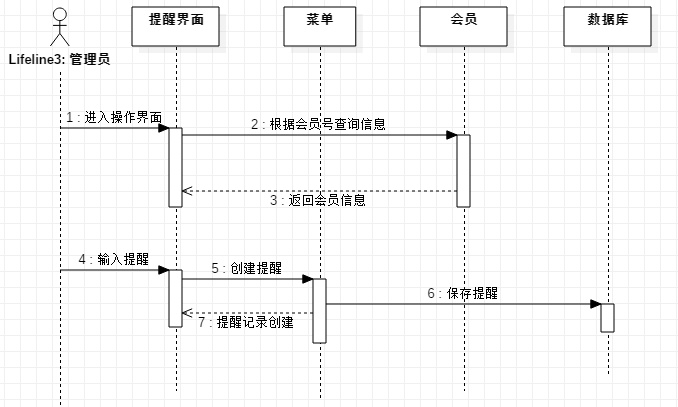 提醒界面
菜单
会员
数据库
Lifeline3: 管理员
1 : 进入操作界面
2 : 根据会员号查询信息
3 : 返回会员信息
4 : 输入提醒
5 : 创建提醒
6 : 保存提醒
7 : 提醒记录创建